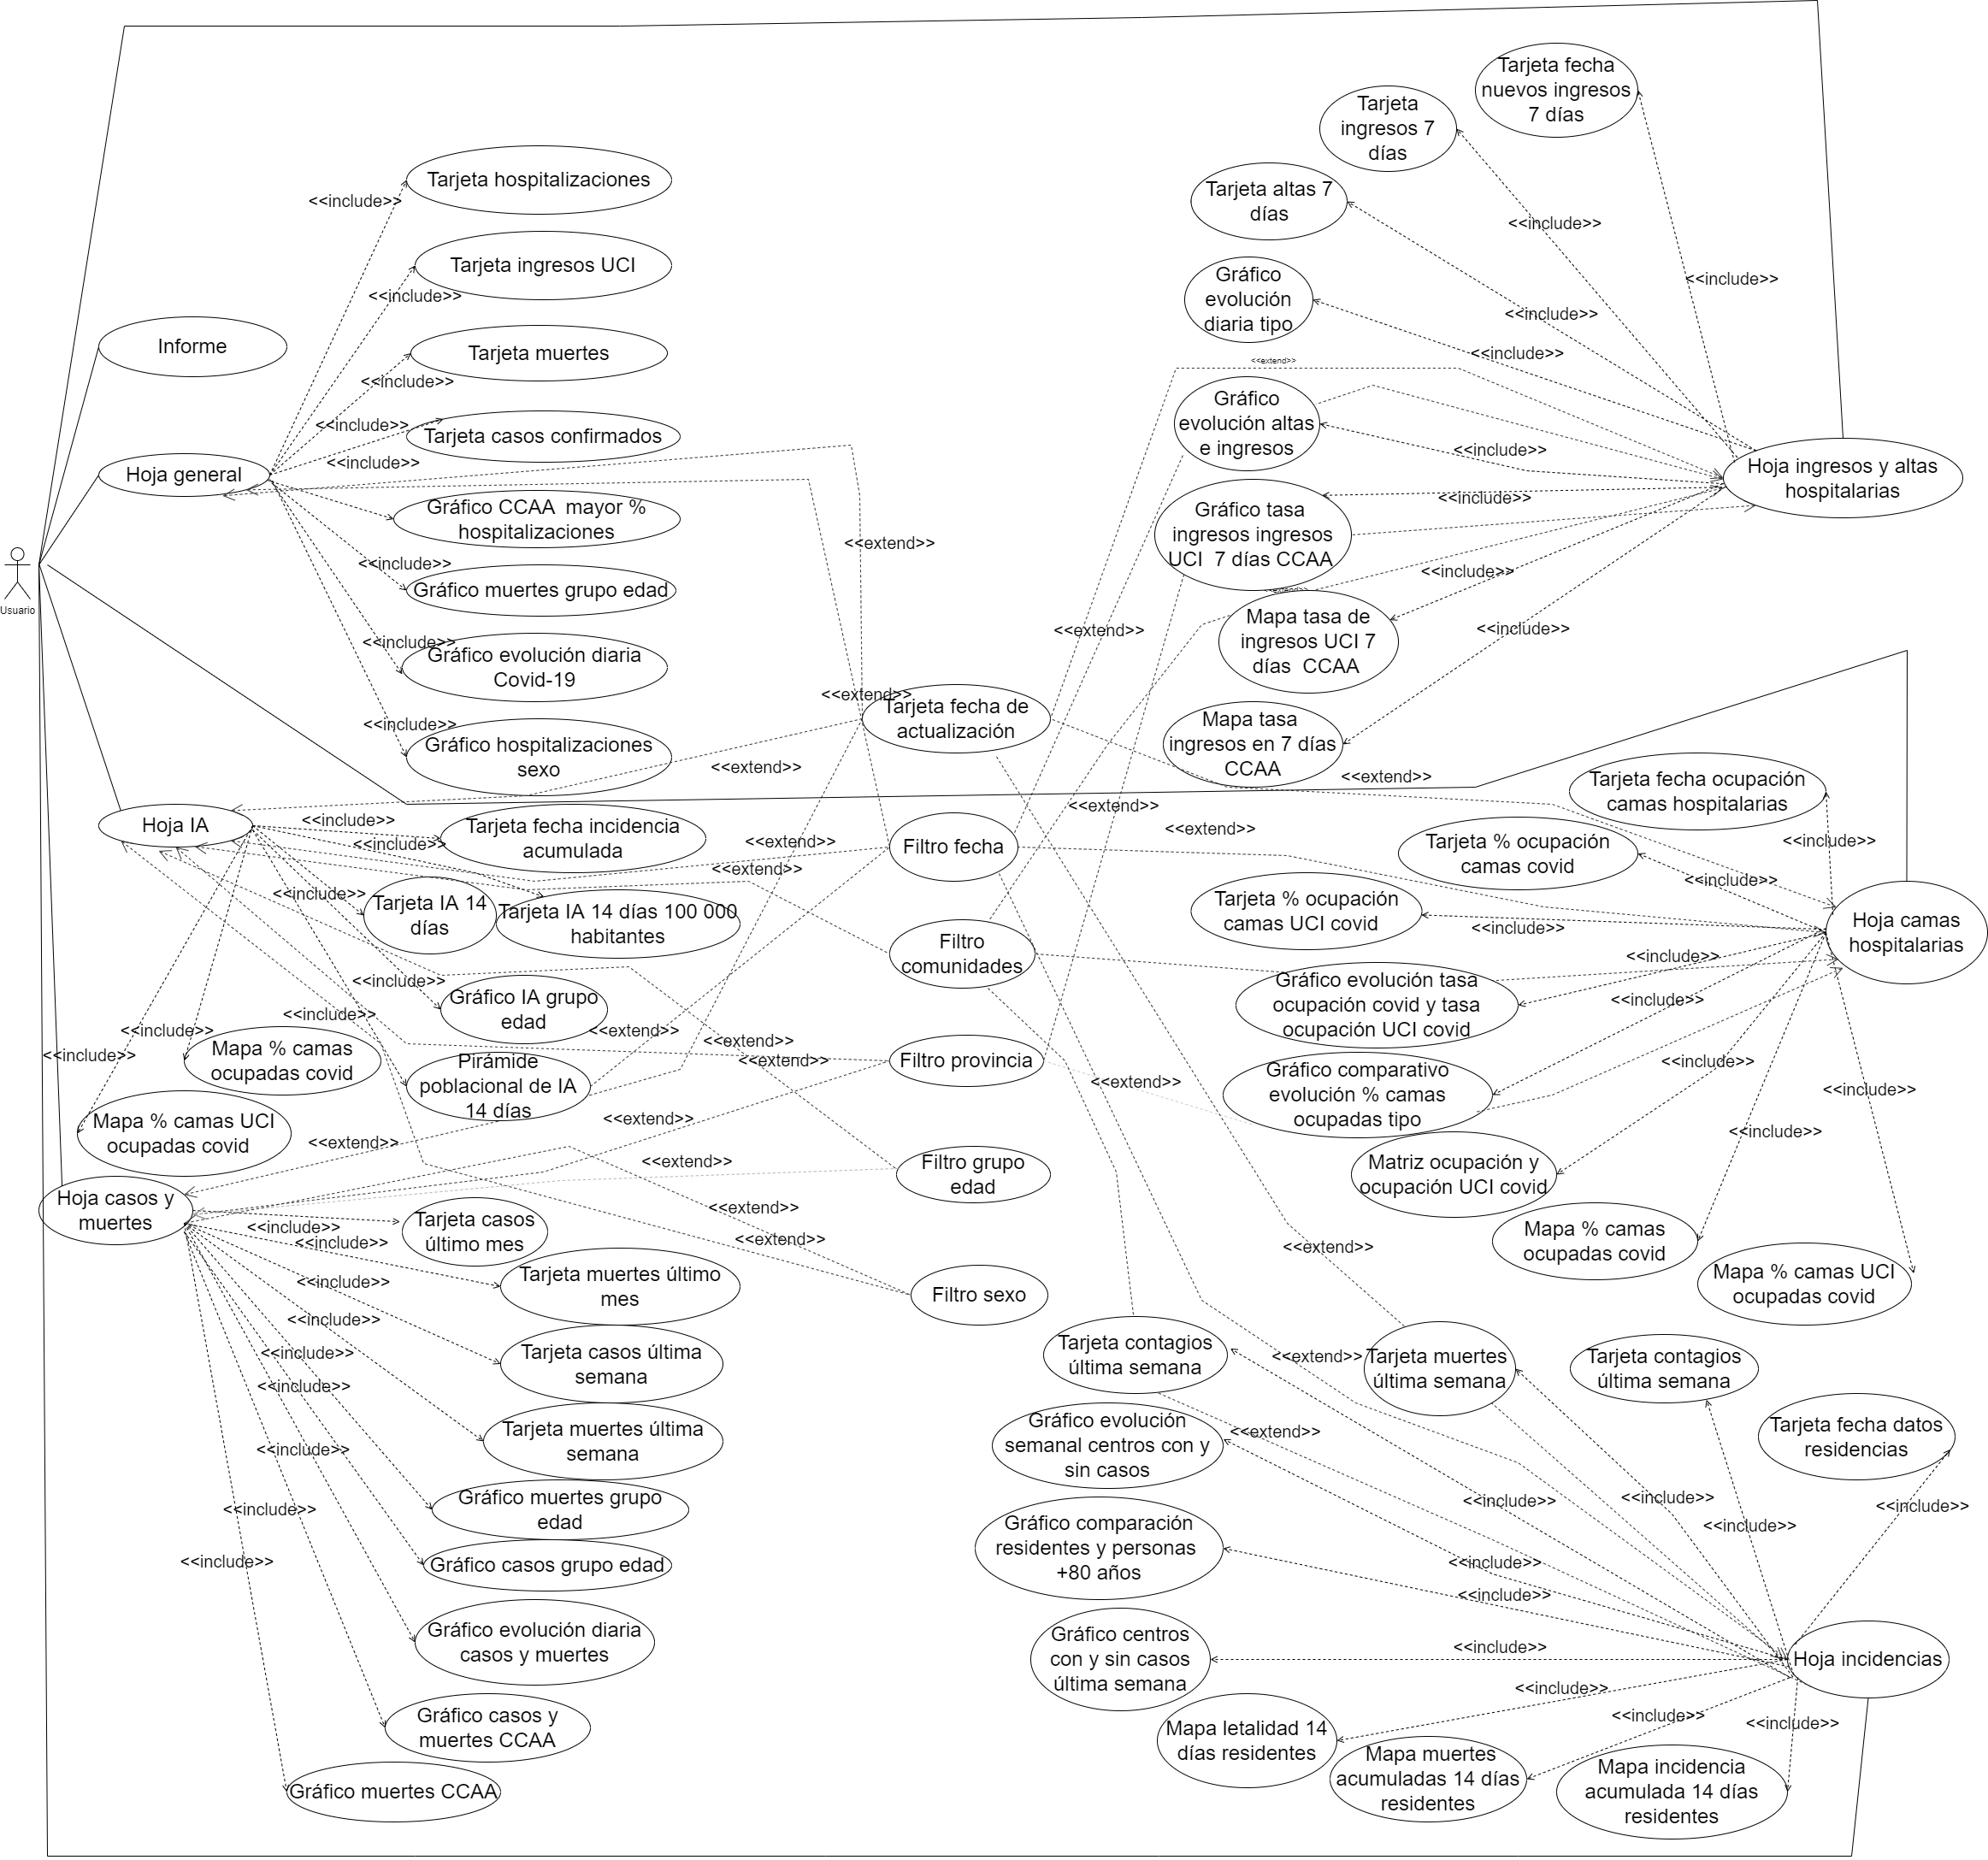 Usuario
Informe
Hoja general
Hoja IA
Hoja casos y
muertes
Tarjeta hospitalizaciones
<<include>>
Tarjeta ingresos UCI
<<include>>
Tarjeta muertes
<<include>>
<<include>>
Tarjeta casos confirmados
<<include>>
Gráfico CCAA  mayor %
hospitalizaciones
<<include>>
Gráfico muertes grupo edad
<<include>>
Gráfico evolución diaria
Covid-19
<<include>>
Gráfico hospitalizaciones
sexo
<<include>>
Tarjeta fecha incidencia
acumulada
<<include>>
<<include>>
Tarjeta IA 14
días
Tarjeta IA 14 días 100 000
habitantes
<<include>>
Gráfico IA grupo
edad
<<include>>
<<include>>
<<include>>
Mapa % camas
ocupadas covid
Pirámide
poblacional de IA
14 días
Mapa % camas UCI
ocupadas covid
<<extend>>
<<include>>
<<include>>
Tarjeta casos
último mes
Tarjeta muertes último
mes
<<include>>
<<include>>
Tarjeta casos última
semana
<<include>>
<<include>>
Tarjeta muertes última
semana
<<include>>
Gráfico muertes grupo
edad
<<include>>
Gráfico casos grupo edad
<<include>>
Gráfico evolución diaria
casos y muertes
Gráfico casos y
muertes CCAA
Gráfico muertes CCAA
<<extend>>
<<extend>>
Tarjeta fecha de
actualización
<<extend>>
<<extend>>
Filtro fecha
<<extend>>
Filtro
comunidades
<<extend>>
<<extend>>
<<extend>>
Filtro provincia
<<extend>>
<<extend>>
Filtro grupo
edad
<<extend>>
<<extend>>
Filtro sexo
Tarjeta fecha
nuevos ingresos
7 días
Tarjeta
ingresos 7
días
Tarjeta altas 7
días
<<include>>
<<include>>
Gráfico
evolución
diaria tipo
<<include>>
<<include>>
<<extend>>
Gráfico
evolución altas
e ingresos
<<include>>
Hoja ingresos y altas
hospitalarias
Gráfico tasa
ingresos ingresos
UCI  7 días CCAA
<<include>>
<<include>>
Mapa tasa de
ingresos UCI 7
días  CCAA
<<include>>
<<extend>>
Mapa tasa
ingresos en 7 días
CCAA
<<extend>>
<<extend>>
<<extend>>
Tarjeta fecha ocupación
camas hospitalarias
<<include>>
Tarjeta % ocupación
camas covid
<<include>>
Tarjeta % ocupación
camas UCI covid
<<include>>
Hoja camas
hospitalarias
<<include>>
Gráfico evolución tasa
ocupación covid y tasa
ocupación UCI covid
<<include>>
<<include>>
Gráfico comparativo
evolución % camas
ocupadas tipo
<<extend>>
<<include>>
<<include>>
Matriz ocupación y
ocupación UCI covid
Mapa % camas
ocupadas covid
<<extend>>
Mapa % camas UCI
ocupadas covid
Tarjeta contagios
última semana
<<extend>>
Tarjeta muertes
última semana
Tarjeta contagios
última semana
Gráfico evolución
semanal centros con y
sin casos
<<extend>>
Tarjeta fecha datos
residencias
<<include>>
<<include>>
<<include>>
<<include>>
Gráfico comparación
residentes y personas
+80 años
<<include>>
<<include>>
Gráfico centros
con y sin casos
última semana
<<include>>
Hoja incidencias
<<include>>
Mapa letalidad 14
días residentes
<<include>>
<<include>>
Mapa muertes
acumuladas 14 días
residentes
Mapa incidencia
acumulada 14 días
residentes